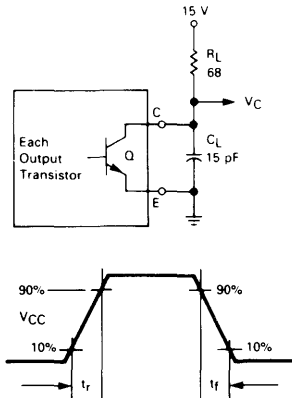 15 V
R_L
68
V_C
C
Each
Output
Transistor
Q
C_L
15 pF
E
90%
90%
V_CC
10%
10%
t_r
t_f